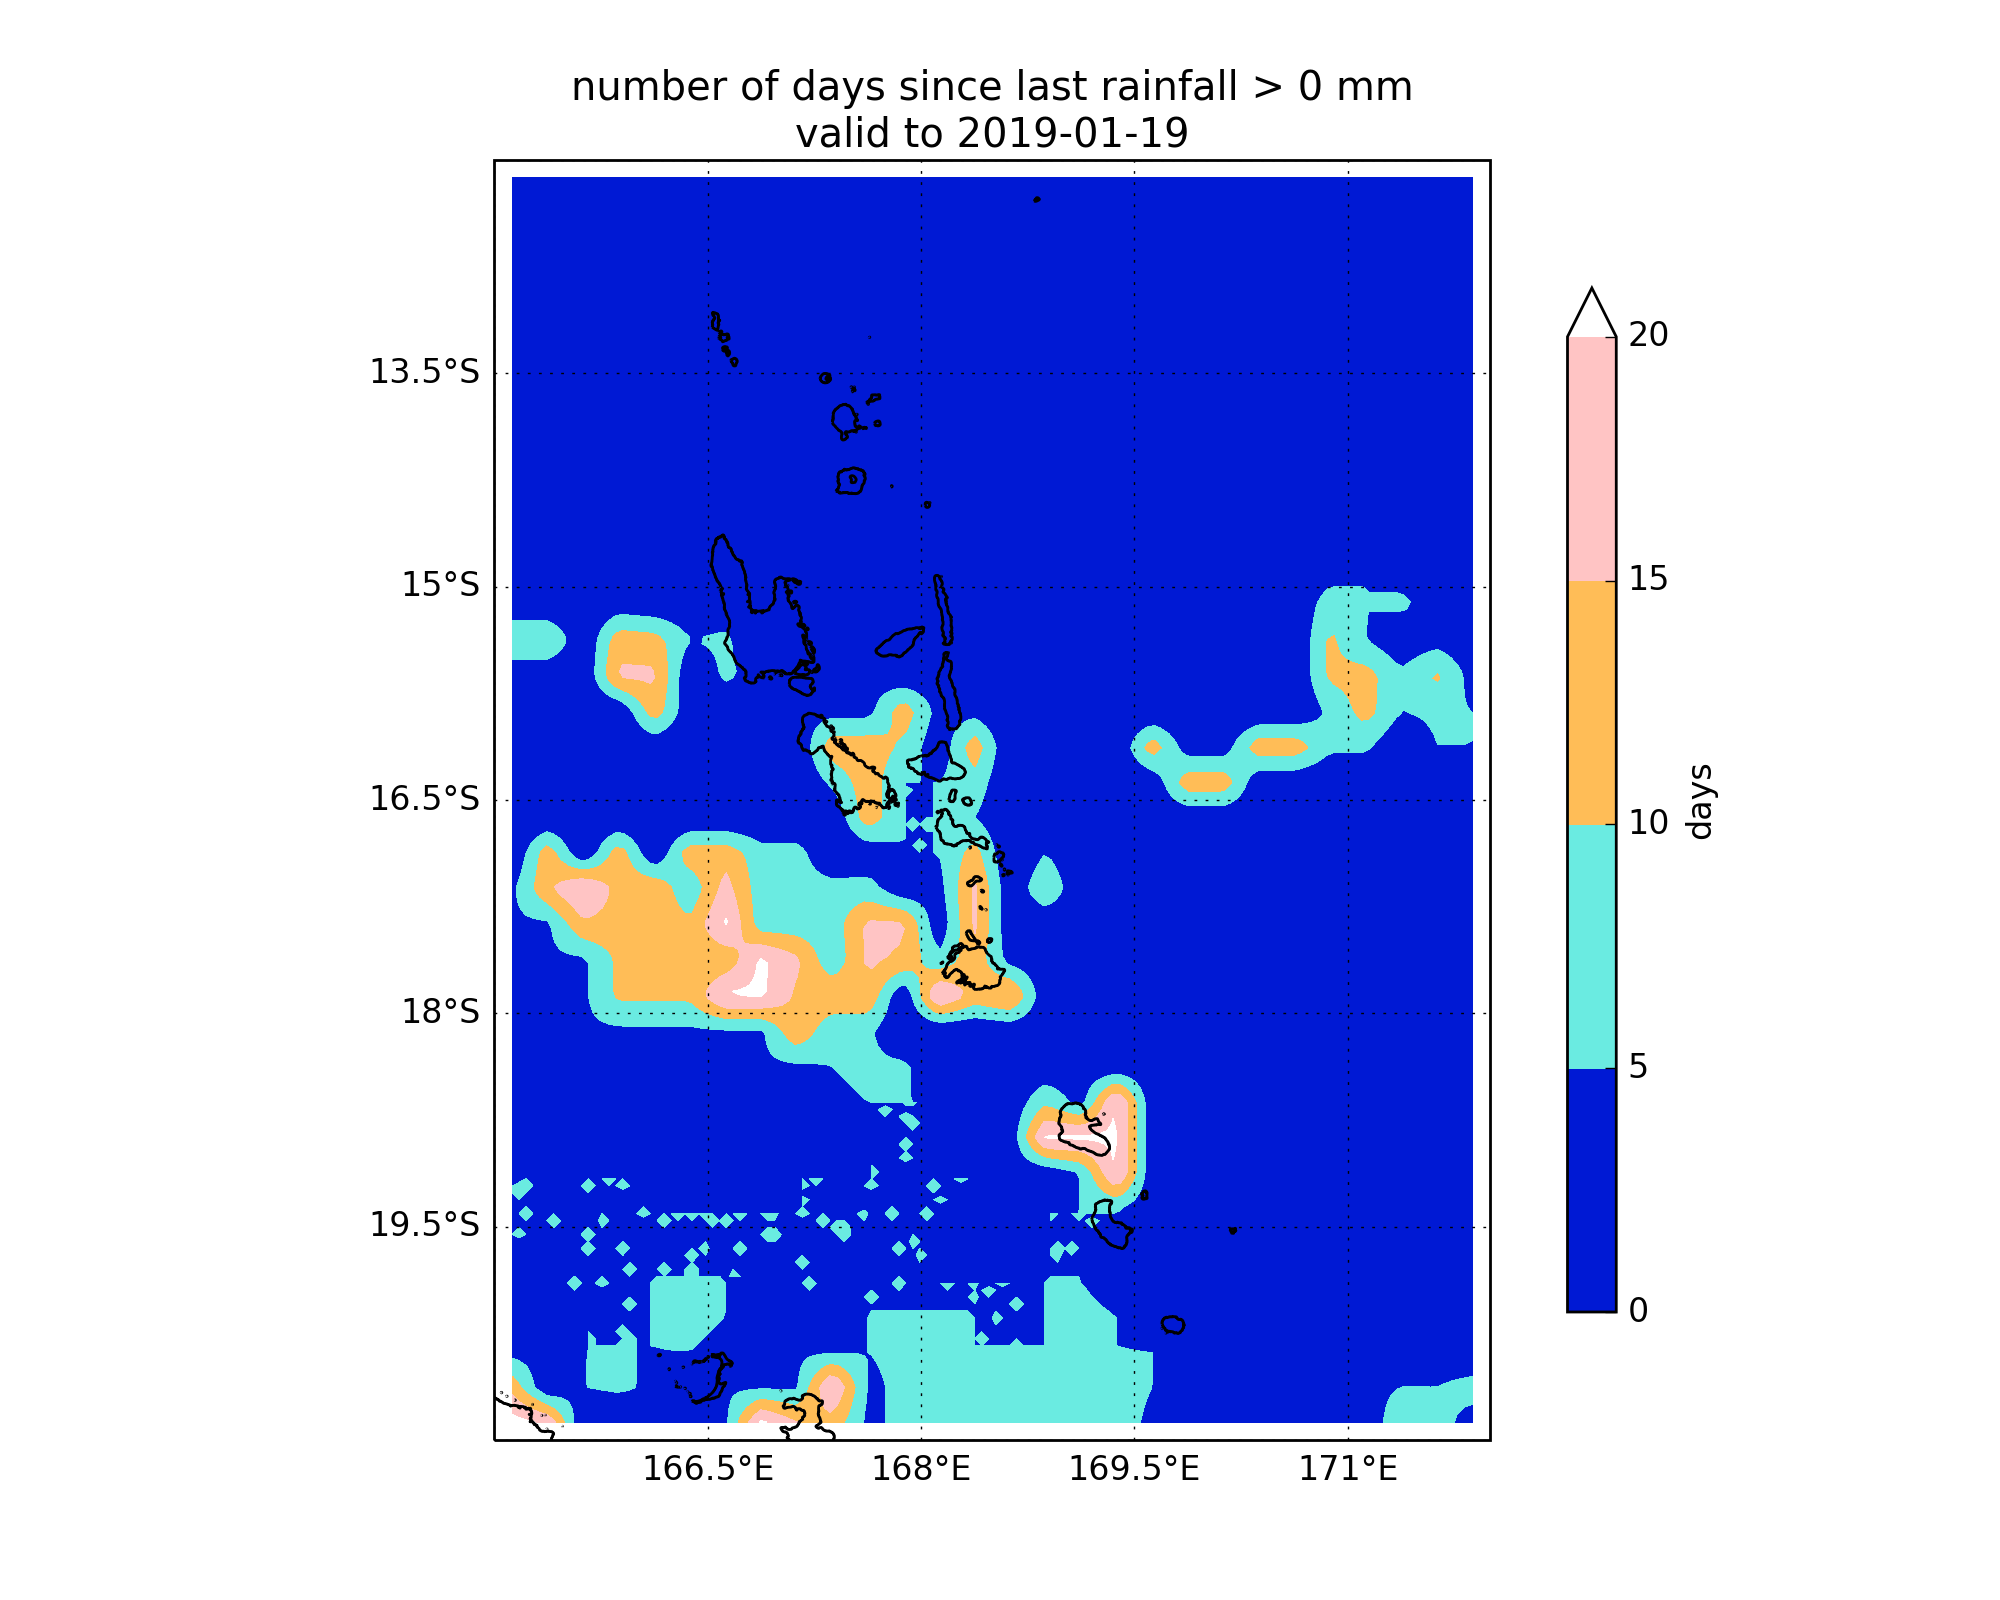 number of days since last rainfall > 0 mm
valid to 2019-01-19
13.5°S
15°S
16.5°S
18°S
19.5°S
166.5°E
168°E
169.5°E
171°E
20
15
10
5
0
days